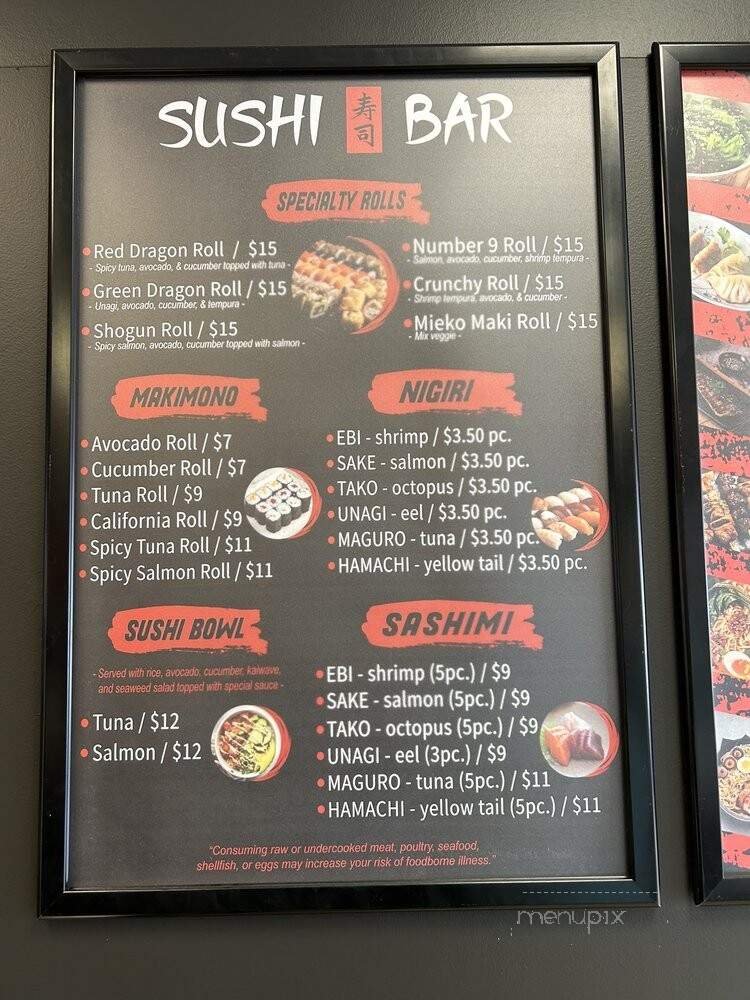 SUSHI 寿司 BAR
SPECIALTY ROLLS
Red Dragon Roll / $15
- Spicy tuna, avocado, & cucumber topped with tuna -
Green Dragon Roll / $15
- Unagi, avocado, cucumber, & tempura -
Shogun Roll / $15
- Spicy salmon, avocado, cucumber topped with salmon -
Number 9 Roll / $15
- Salmon, avocado, cucumber, shrimp tempura -
Crunchy Roll / $15
- Shrimp tempura, avocado, & cucumber -
Mieko Maki Roll / $15
- Mix veggie -
MAKIMONO
Avocado Roll / $7
Cucumber Roll / $7
Tuna Roll / $9
California Roll / $9
Spicy Tuna Roll / $11
Spicy Salmon Roll / $11
NIGIRI
EBI - shrimp / $3.50 pc.
SAKE - salmon / $3.50 pc.
TAKO - octopus / $3.50 pc.
UNAGI - eel / $3.50 pc.
MAGURO - tuna / $3.50 pc.
HAMACHI - yellow tail / $3.50 pc.
SUSHI BOWL
- Served with rice, avocado, cucumber, kaiwave,
and seaweed salad topped with special sauce -
Tuna / $12
Salmon / $12
SASHIMI
EBI - shrimp (5pc.) / $9
SAKE - salmon (5pc.) / $9
TAKO - octopus (5pc.) / $9
UNAGI - eel (3pc.) / $9
MAGURO - tuna (5pc.) / $11
HAMACHI - yellow tail (5pc.) / $11
"Consuming raw or undercooked meat, poultry, seafood,
shellfish, or eggs may increase your risk of foodborne illness."
menupix